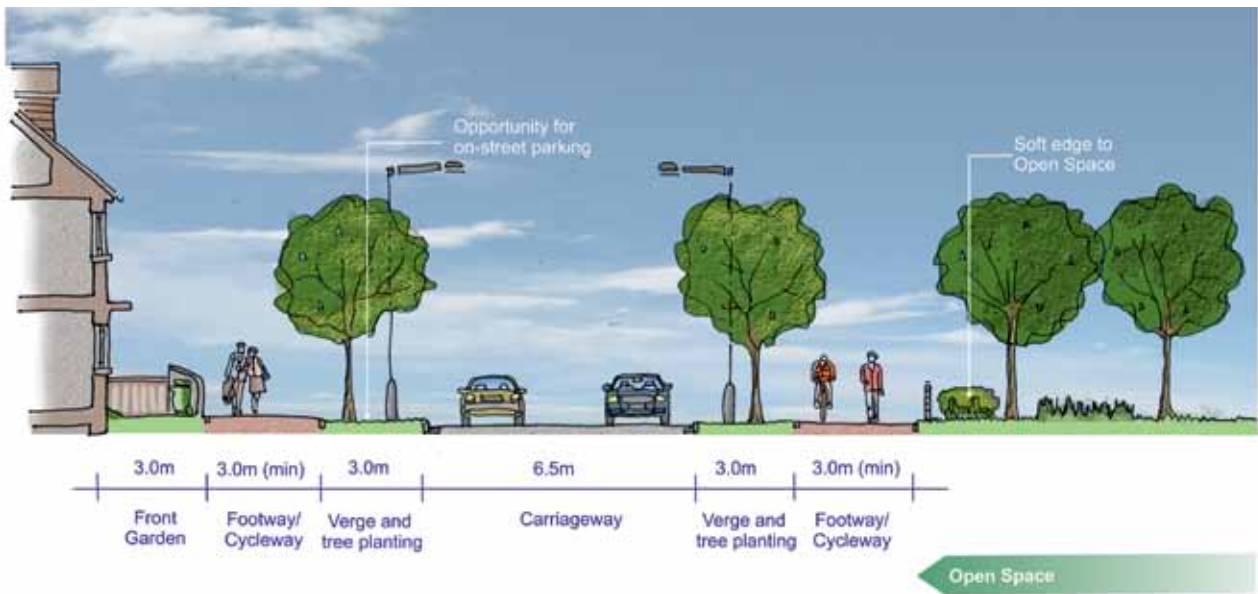 Opportunity for
on-street parking
Soft edge to
Open Space
3.0m
3.0m (min)
3.0m
6.5m
3.0m
3.0m (min)
Front
Garden
Footway/
Cycleway
Verge and
tree planting
Carriageway
Verge and
tree planting
Footway/
Cycleway
Open Space